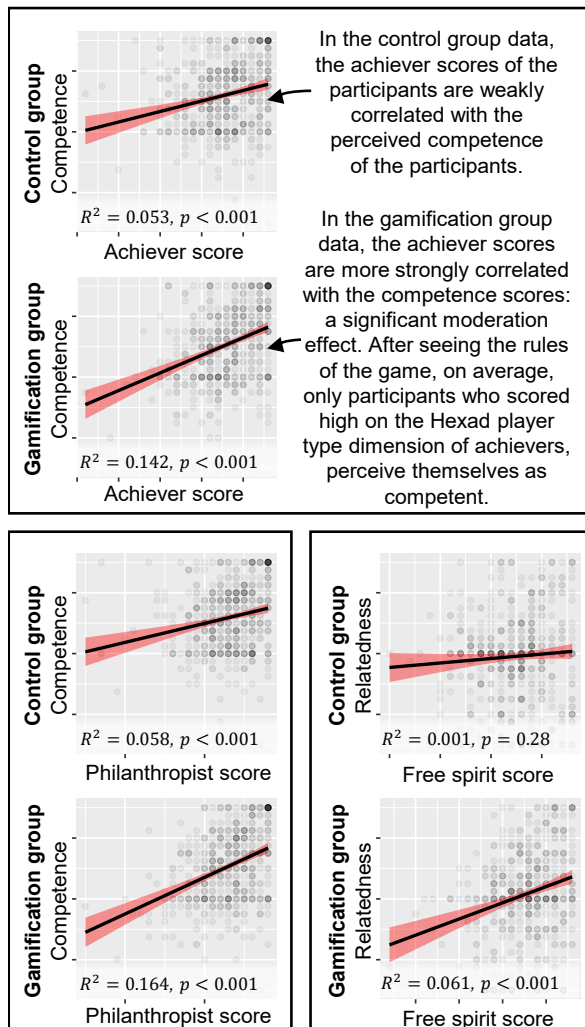 Control group
Competence
R² = 0.053, p < 0.001
Achiever score
In the control group data,
the achiever scores of the
participants are weakly
correlated with the
perceived competence
of the participants.
Gamification group
Competence
R² = 0.142, p < 0.001
Achiever score
In the gamification group
data, the achiever scores
are more strongly correlated
with the competence scores:
a significant moderation
effect. After seeing the rules
of the game, on average,
only participants who scored
high on the Hexad player
type dimension of achievers,
perceive themselves as
competent.
Control group
Competence
R² = 0.058, p < 0.001
Philanthropist score
Gamification group
Competence
R² = 0.164, p < 0.001
Philanthropist score
Control group
Relatedness
R² = 0.001, p = 0.28
Free spirit score
Gamification group
Relatedness
R² = 0.061, p < 0.001
Free spirit score